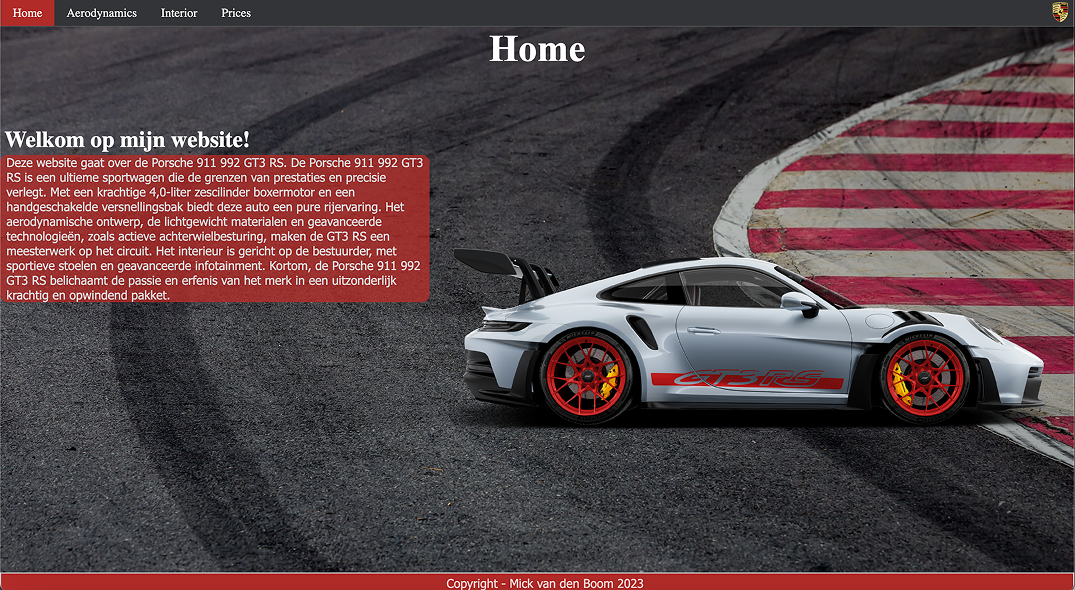 Home Aerodynamics Interior Prices
Home
Welkom op mijn website!
Deze website gaat over de Porsche 911 992 GT3 RS. De Porsche 911 992 GT3
RS is een ultieme sportwagen die de grenzen van prestaties en precisie
verlegt. Met een krachtige 4,0-liter zescilinder boxermotor en een
handgeschakelde versnellingsbak biedt deze auto een pure rijervaring. Het
aerodynamische ontwerp, de lichtgewicht materialen en geavanceerde
technologieën, zoals actieve achterwielbesturing, maken de GT3 RS een
meesterwerk op het circuit. Het interieur is gericht op de bestuurder, met
sportieve stoelen en geavanceerde infotainment. Kortom, de Porsche 911 992
GT3 RS belichaamt de passie en erfenis van het merk in een uitzonderlijk
krachtig en opwindend pakket.
GT3 RS
Copyright - Mick van den Boom 2023